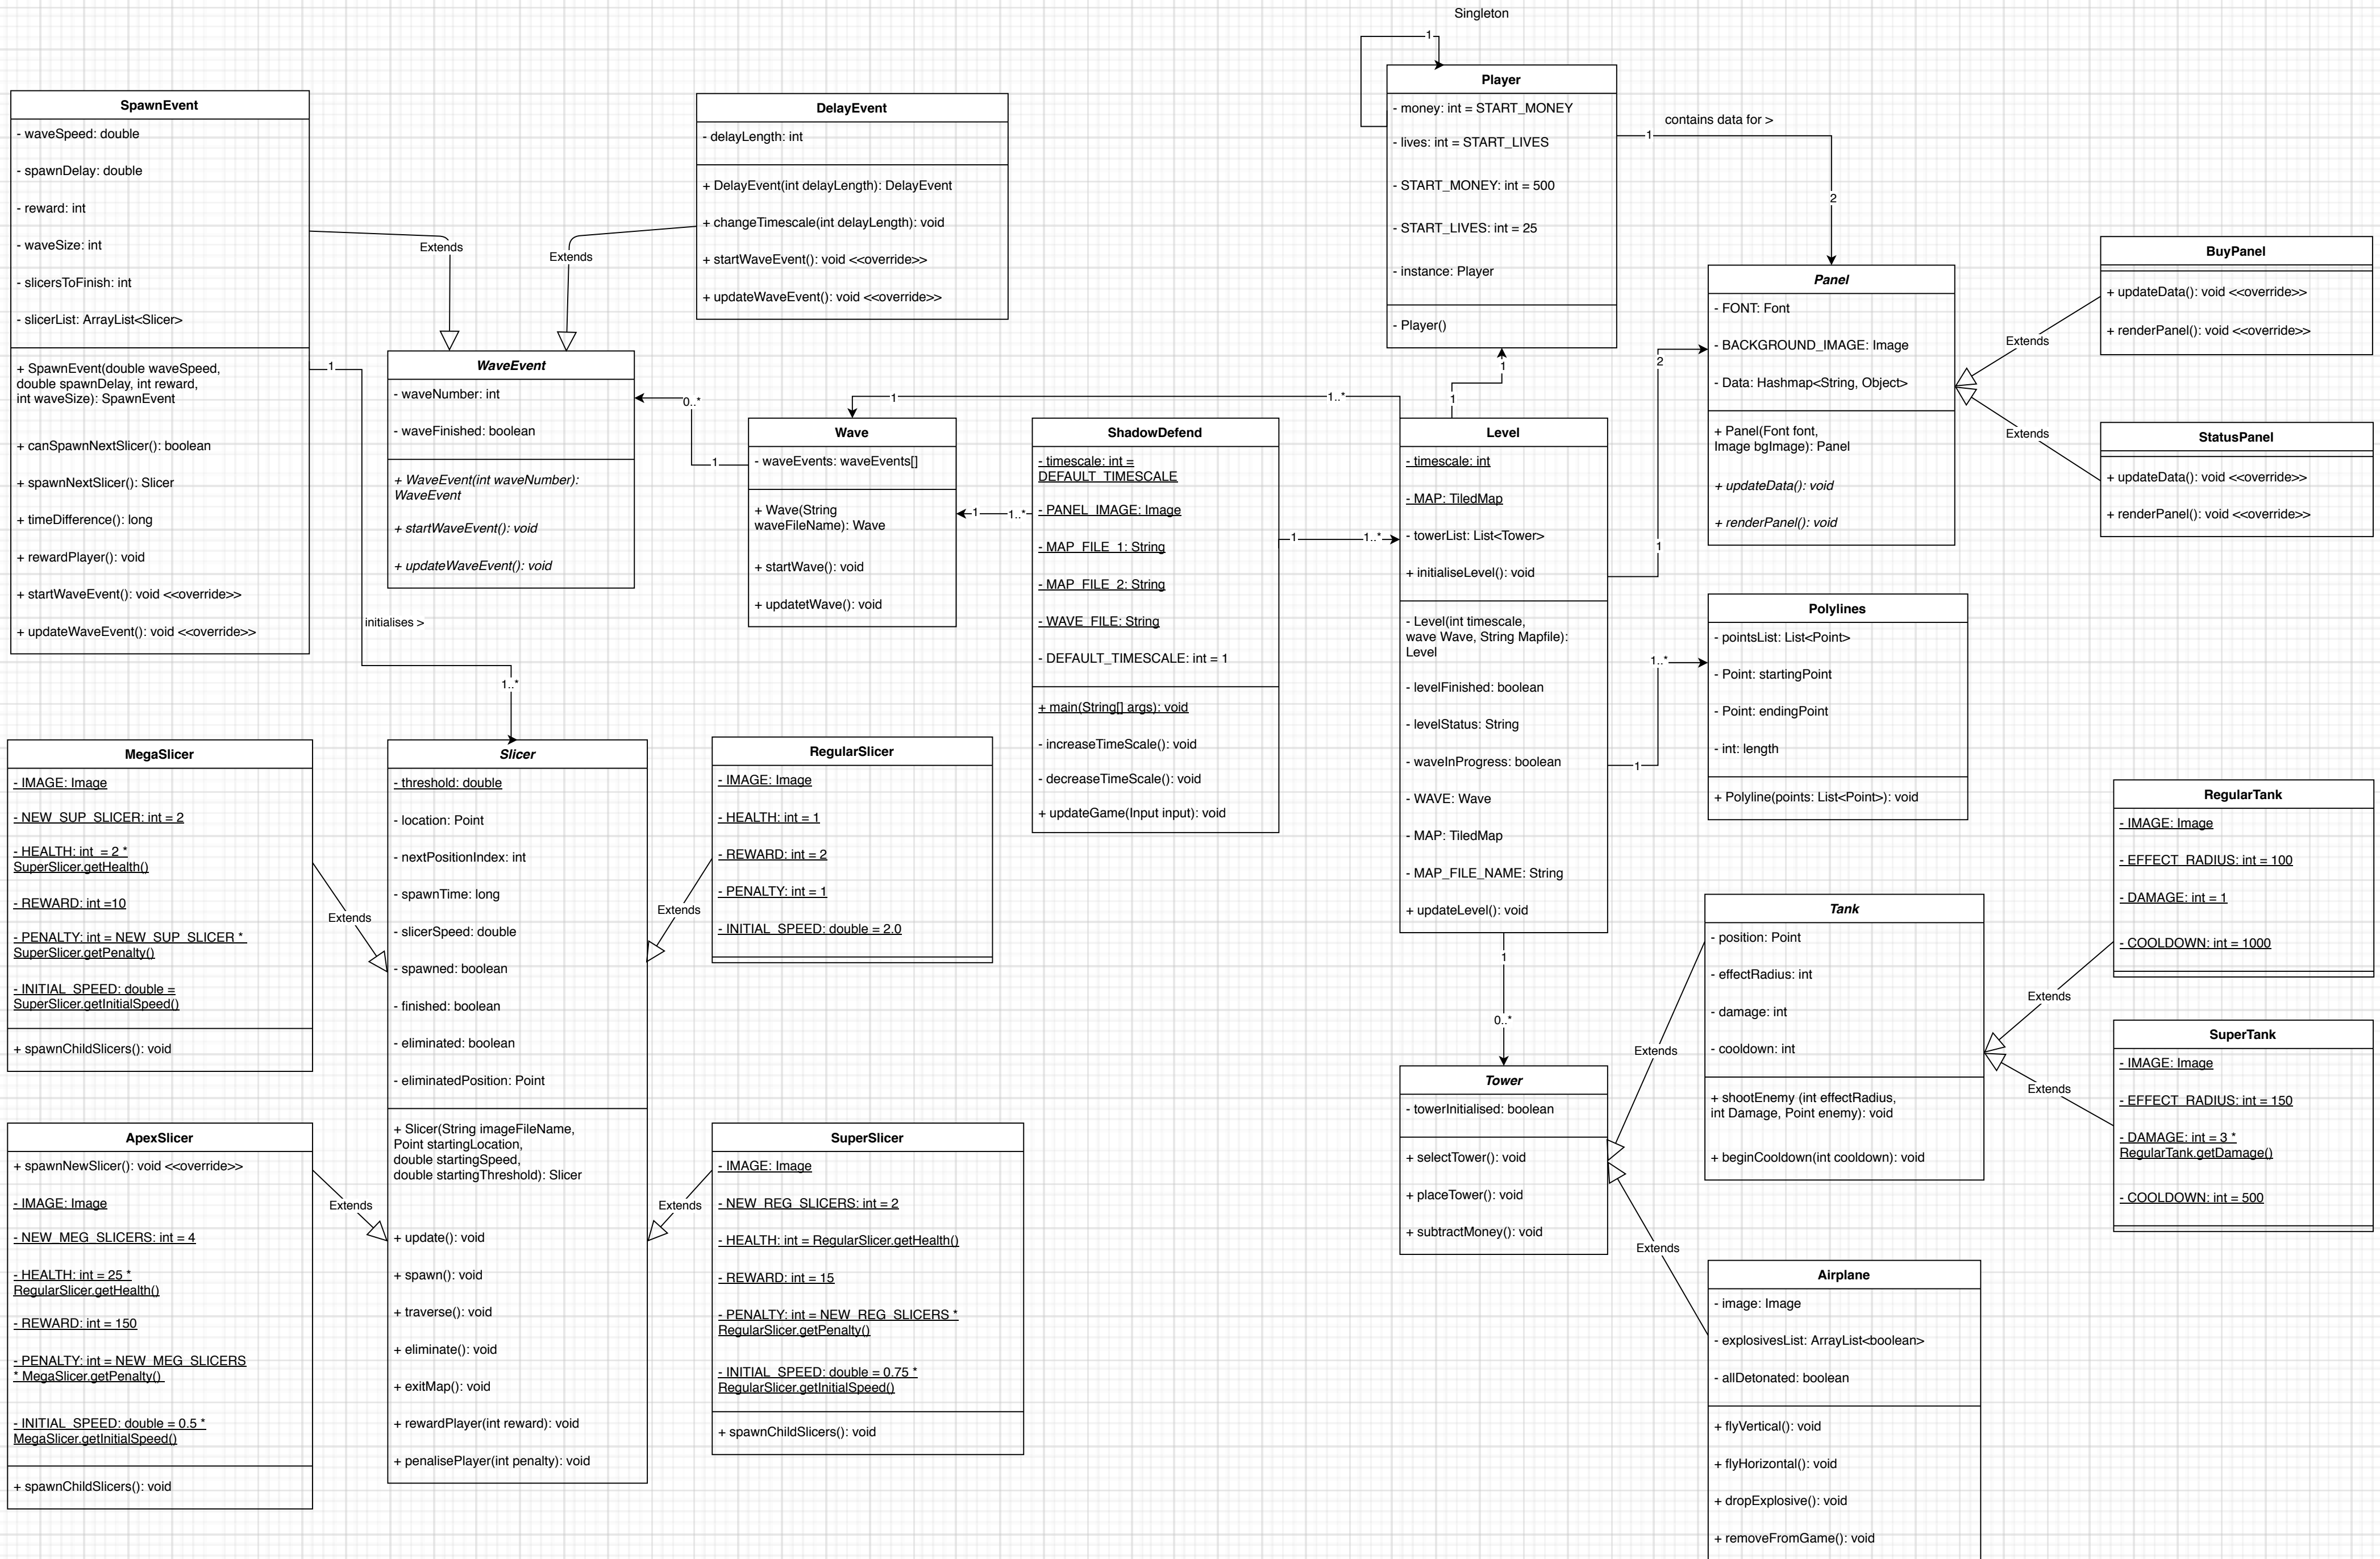 Singleton
1
Player
- money: int = START_MONEY
- lives: int = START_LIVES
- START_MONEY: int = 500
- START_LIVES: int = 25
- instance: Player
- Player()
contains data for >
1
2
SpawnEvent
- waveSpeed: double
- spawnDelay: double
- reward: int
- waveSize: int
- slicersToFinish: int
- slicerList: ArrayList<Slicer>
+ SpawnEvent(double waveSpeed,
double spawnDelay, int reward,
int waveSize): SpawnEvent
+ canSpawnNextSlicer(): boolean
+ spawnNextSlicer(): Slicer
+ timeDifference(): long
+ rewardPlayer(): void
+ startWaveEvent(): void <<override>>
+ updateWaveEvent(): void <<override>>
Extends
1
initialises >
1..*
DelayEvent
- delayLength: int
+ DelayEvent(int delayLength): DelayEvent
+ changeTimescale(int delayLength): void
+ startWaveEvent(): void <<override>>
+ updateWaveEvent(): void <<override>>
Extends
WaveEvent
- waveNumber: int
- waveFinished: boolean
+ WaveEvent(int waveNumber):
WaveEvent
+ startWaveEvent(): void
+ updateWaveEvent(): void
0..*
1
Wave
- waveEvents: waveEvents[]
+ Wave(String
waveFileName): Wave
+ startWave(): void
+ updatetWave(): void
1
1..*
1
1..*
ShadowDefend
- timescale: int =
DEFAULT_TIMESCALE
- PANEL_IMAGE: Image
- MAP_FILE_1: String
- MAP_FILE_2: String
- WAVE_FILE: String
- DEFAULT_TIMESCALE: int = 1
+ main(String[] args): void
- increaseTimeScale(): void
- decreaseTimeScale(): void
+ updateGame(Input input): void
1
1..*
1
1
Level
- timescale: int
- MAP: TiledMap
- towerList: List<Tower>
+ initialiseLevel(): void
- Level(int timescale,
wave Wave, String Mapfile):
Level
- levelFinished: boolean
- levelStatus: String
- waveInProgress: boolean
- WAVE: Wave
- MAP: TiledMap
- MAP_FILE_NAME: String
+ updateLevel(): void
2
1
1..*
1
1
0..*
Panel
- FONT: Font
- BACKGROUND_IMAGE: Image
- Data: Hashmap<String, Object>
+ Panel(Font font,
Image bgImage): Panel
+ updateData(): void
+ renderPanel(): void
BuyPanel
+ updateData(): void <<override>>
+ renderPanel(): void <<override>>
Extends
StatusPanel
+ updateData(): void <<override>>
+ renderPanel(): void <<override>>
Extends
Polylines
- pointsList: List<Point>
- Point: startingPoint
- Point: endingPoint
- int: length
+ Polyline(points: List<Point>): void
MegaSlicer
- IMAGE: Image
- NEW_SUP_SLICER: int = 2
- HEALTH: int  = 2 *
SuperSlicer.getHealth()
- REWARD: int =10
- PENALTY: int = NEW_SUP_SLICER *
SuperSlicer.getPenalty()
- INITIAL_SPEED: double =
SuperSlicer.getInitialSpeed()
+ spawnChildSlicers(): void
Extends
Slicer
- threshold: double
- location: Point
- nextPositionIndex: int
- spawnTime: long
- slicerSpeed: double
- spawned: boolean
- finished: boolean
- eliminated: boolean
- eliminatedPosition: Point
+ Slicer(String imageFileName,
Point startingLocation,
double startingSpeed,
double startingThreshold): Slicer
+ update(): void
+ spawn(): void
+ traverse(): void
+ eliminate(): void
+ exitMap(): void
+ rewardPlayer(int reward): void
+ penalisePlayer(int penalty): void
RegularSlicer
- IMAGE: Image
- HEALTH: int = 1
- REWARD: int = 2
- PENALTY: int = 1
- INITIAL_SPEED: double = 2.0
Extends
ApexSlicer
+ spawnNewSlicer(): void <<override>>
- IMAGE: Image
- NEW_MEG_SLICERS: int = 4
- HEALTH: int = 25 *
RegularSlicer.getHealth()
- REWARD: int = 150
- PENALTY: int = NEW_MEG_SLICERS
* MegaSlicer.getPenalty()
- INITIAL_SPEED: double = 0.5 *
MegaSlicer.getInitialSpeed()
+ spawnChildSlicers(): void
Extends
SuperSlicer
- IMAGE: Image
- NEW_REG_SLICERS: int = 2
- HEALTH: int = RegularSlicer.getHealth()
- REWARD: int = 15
- PENALTY: int = NEW_REG_SLICERS *
RegularSlicer.getPenalty()
- INITIAL_SPEED: double = 0.75 *
RegularSlicer.getInitialSpeed()
+ spawnChildSlicers(): void
Extends
Tower
- towerInitialised: boolean
+ selectTower(): void
+ placeTower(): void
+ subtractMoney(): void
Tank
- position: Point
- effectRadius: int
- damage: int
- cooldown: int
+ shootEnemy (int effectRadius,
int Damage, Point enemy): void
+ beginCooldown(int cooldown): void
Extends
RegularTank
- IMAGE: Image
- EFFECT_RADIUS: int = 100
- DAMAGE: int = 1
- COOLDOWN: int = 1000
Extends
SuperTank
- IMAGE: Image
- EFFECT_RADIUS: int = 150
- DAMAGE: int = 3 *
RegularTank.getDamage()
- COOLDOWN: int = 500
Extends
Airplane
- image: Image
- explosivesList: ArrayList<boolean>
- allDetonated: boolean
+ flyVertical(): void
+ flyHorizontal(): void
+ dropExplosive(): void
+ removeFromGame(): void
Extends